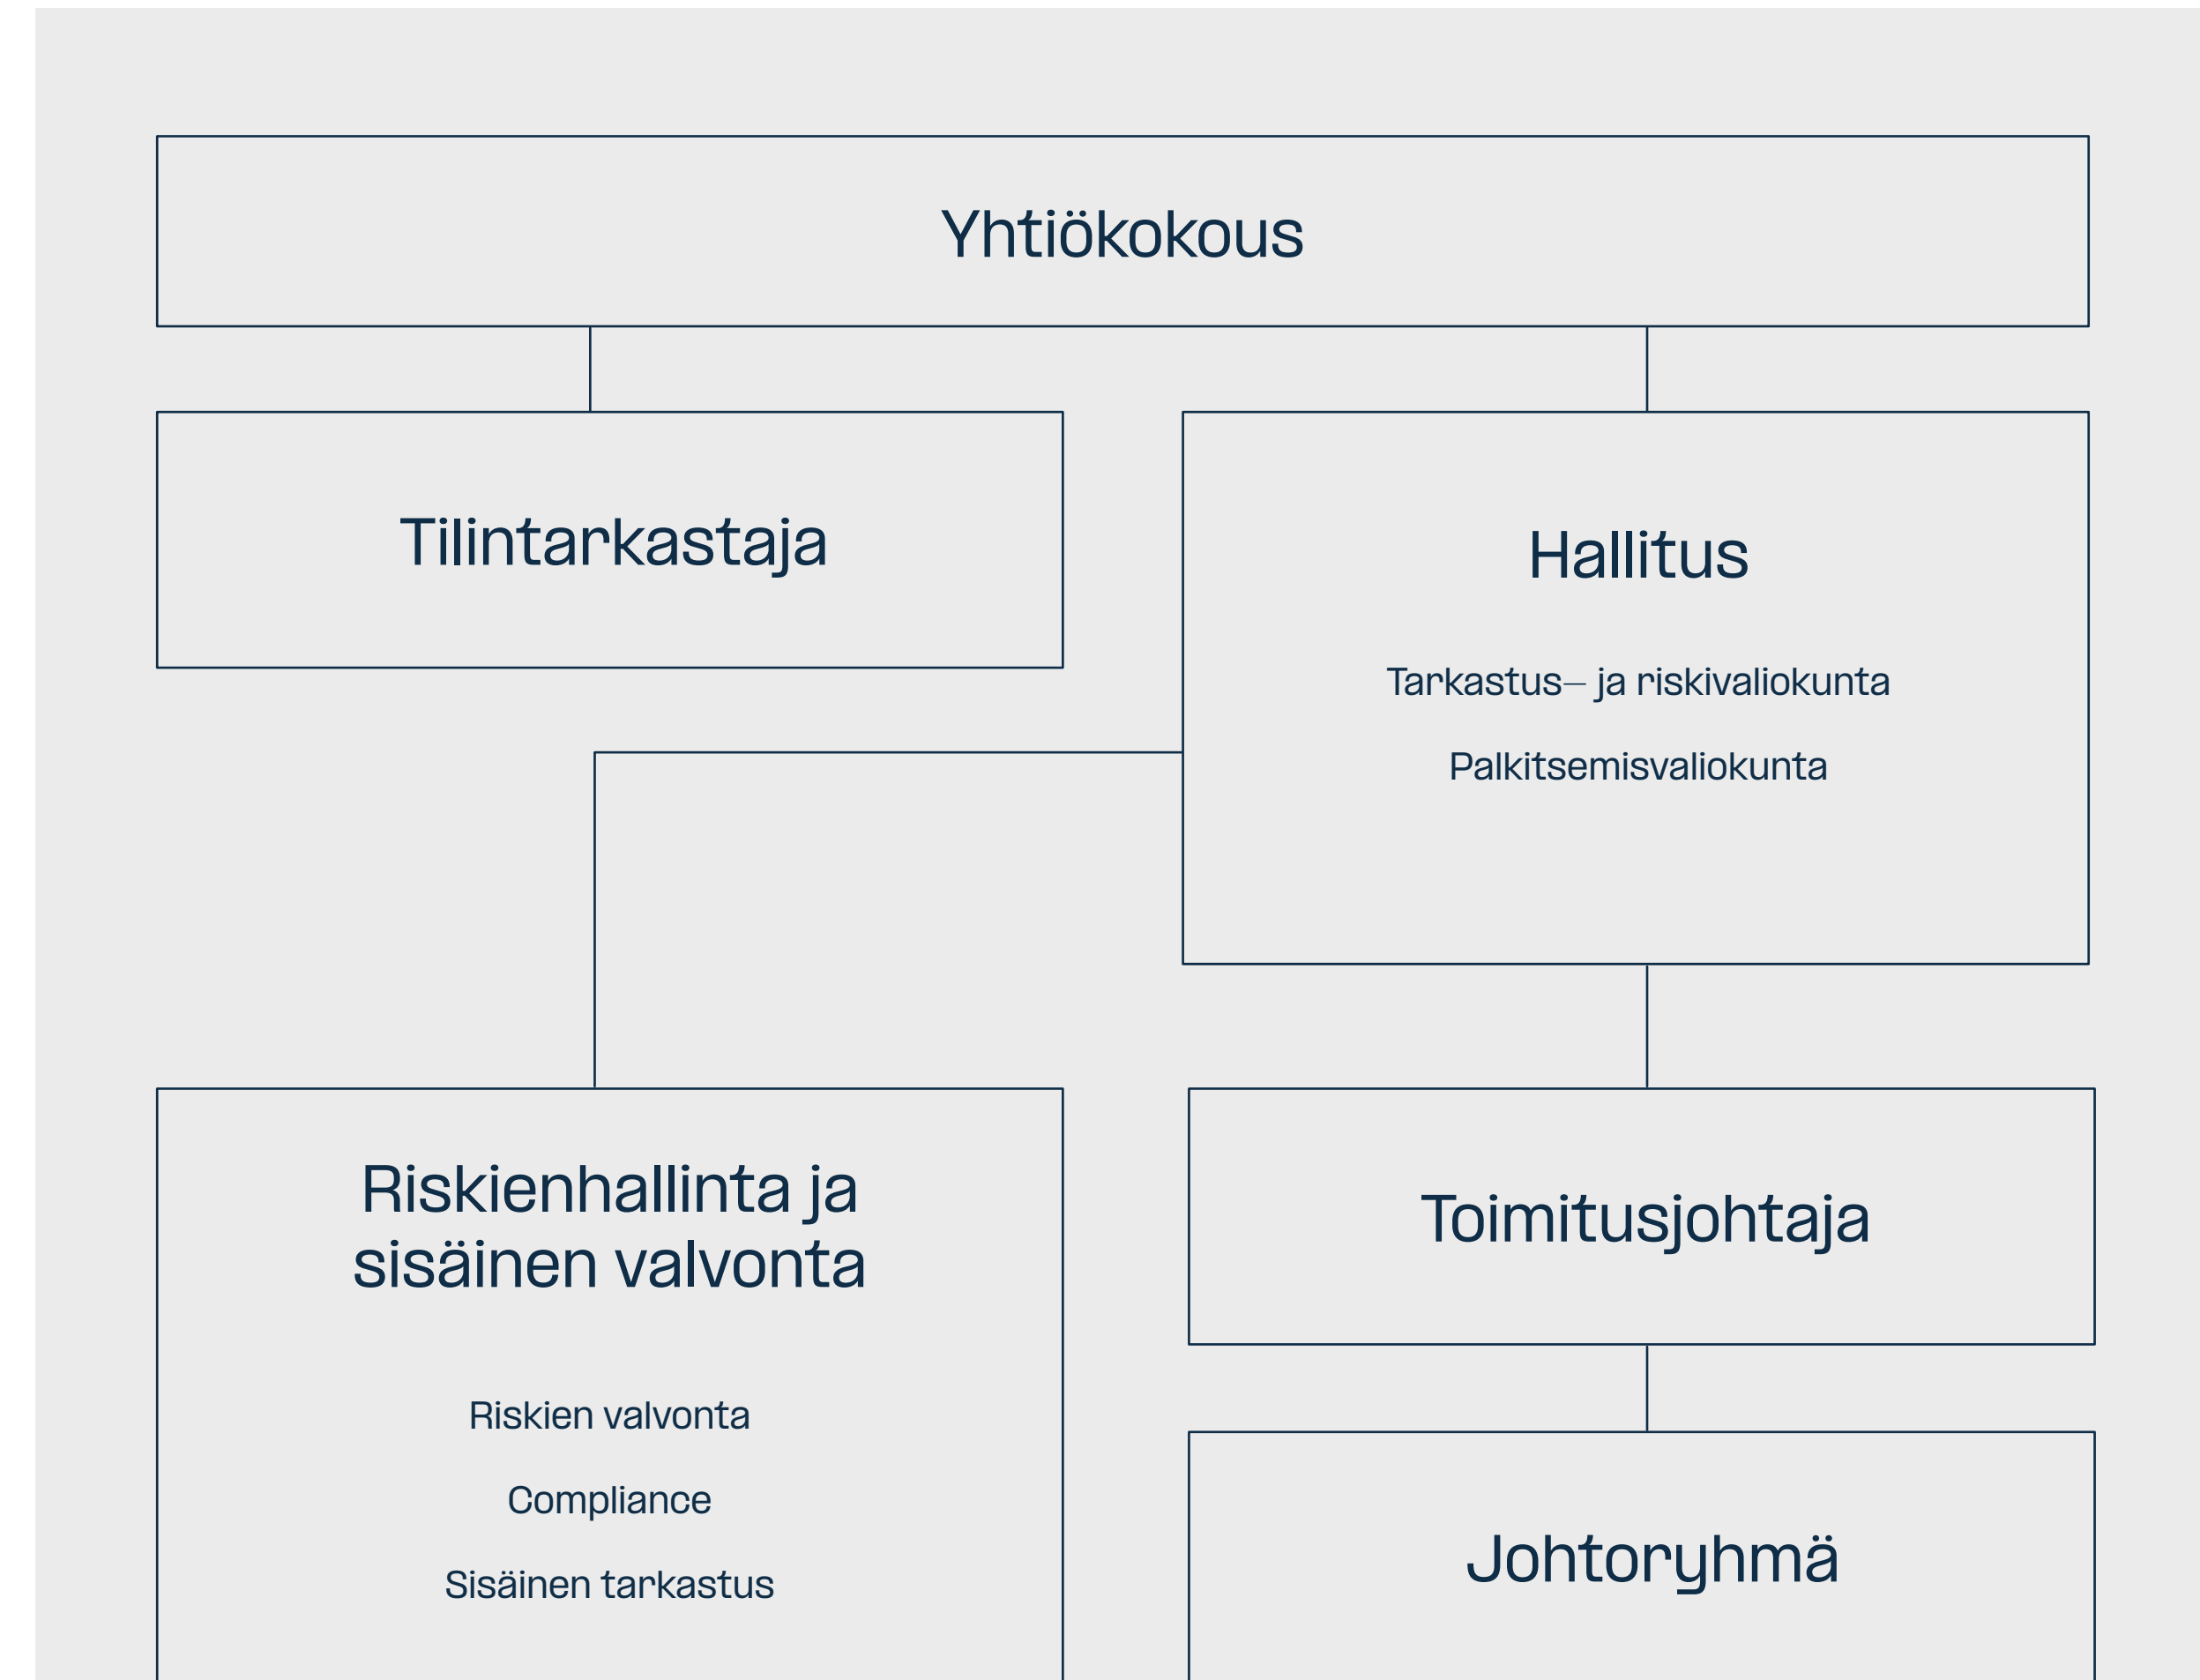 Yhtiökokous
Tilintarkastaja
Hallitus
Tarkastus– ja riskivaliokunta
Palkitsemisvaliokunta
Riskienhallinta ja
sisäinen valvonta
Riskien valvonta
Compliance
Sisäinen tarkastus
Toimitusjohtaja
Johtoryhmä